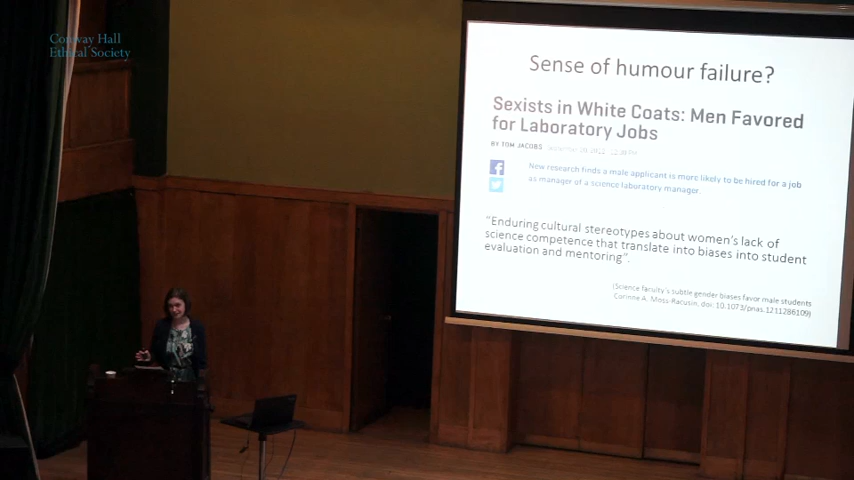 Conway Hall
Ethical Society
Sense of humour failure?
Sexists in White Coats: Men Favored
for Laboratory Jobs
BY TOM JACOBS
New research finds a male applicant is more likely to be hired for a job
as manager of a science laboratory manager.
"Enduring cultural stereotypes about women's lack of
science competence that translate into biases into student
evaluation and mentoring".
(Science faculty's subtle gender biases favor male students
Corinne A. Moss-Racusin, doi: 10.1073/pnas.1211286109)